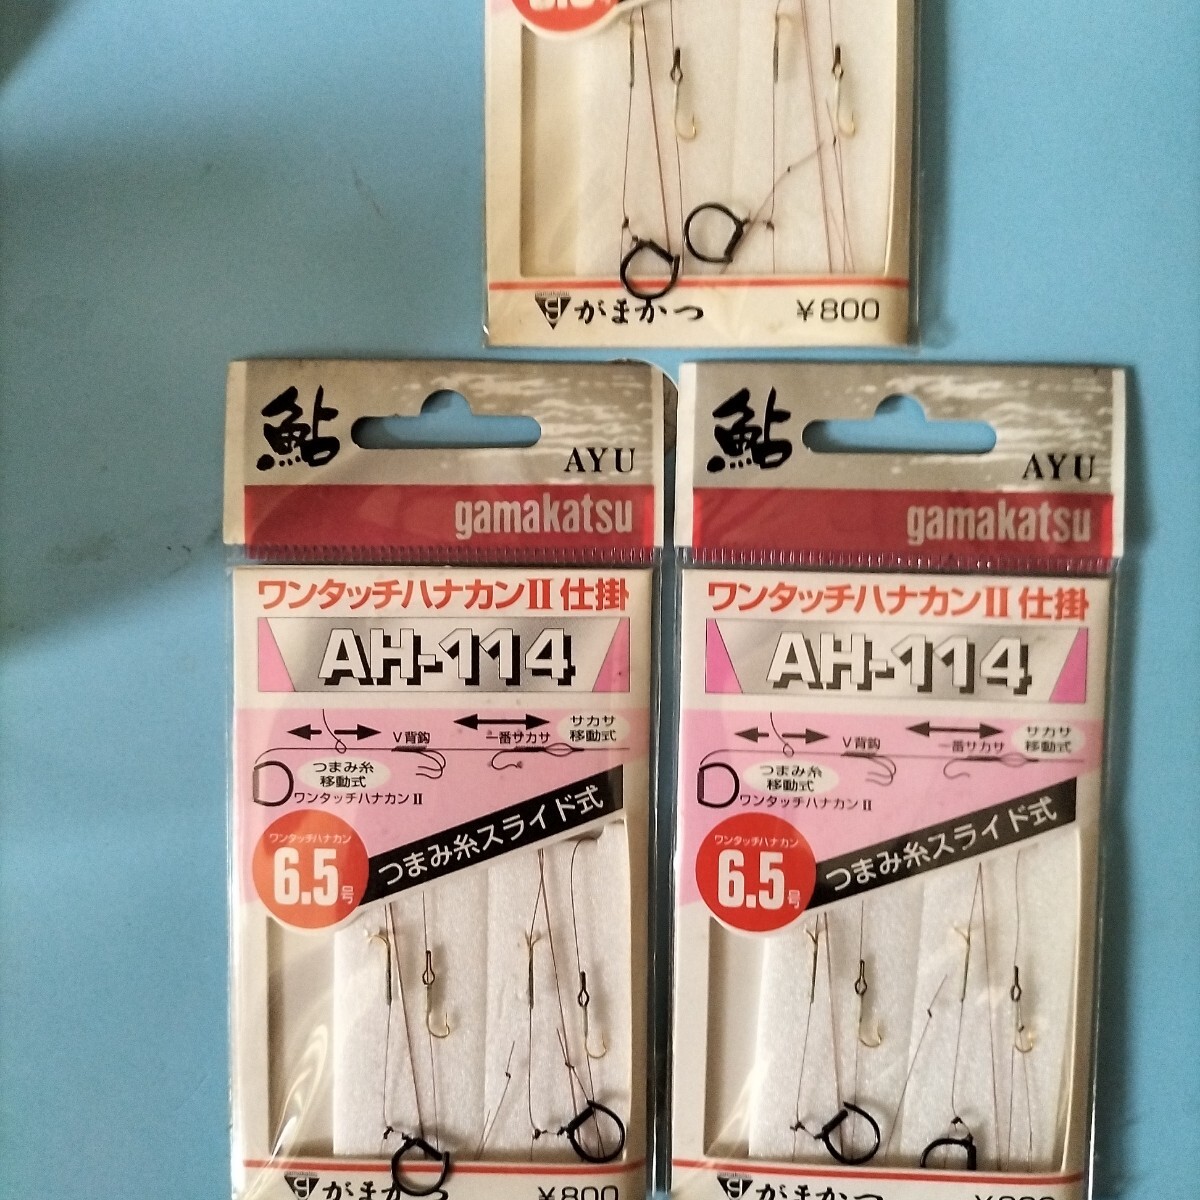 gamakatsu
g
がまかつ
￥800
鮎
AYU
gamakatsu
ワンタッチハナカンII仕掛
AH-114
V背鈎
一番サカサ
サカサ
移動式
つまみ糸
移動式
ワンタッチハナカンII
つまみ糸スライド式
ワンタッチハナカン
6.5号
がまかつ
￥800
鮎
AYU
gamakatsu
ワンタッチハナカンII仕掛
AH-114
V背鈎
一番サカサ
サカサ
移動式
つまみ糸
移動式
ワンタッチハナカンII
つまみ糸スライド式
ワンタッチハナカン
6.5号
がまかつ